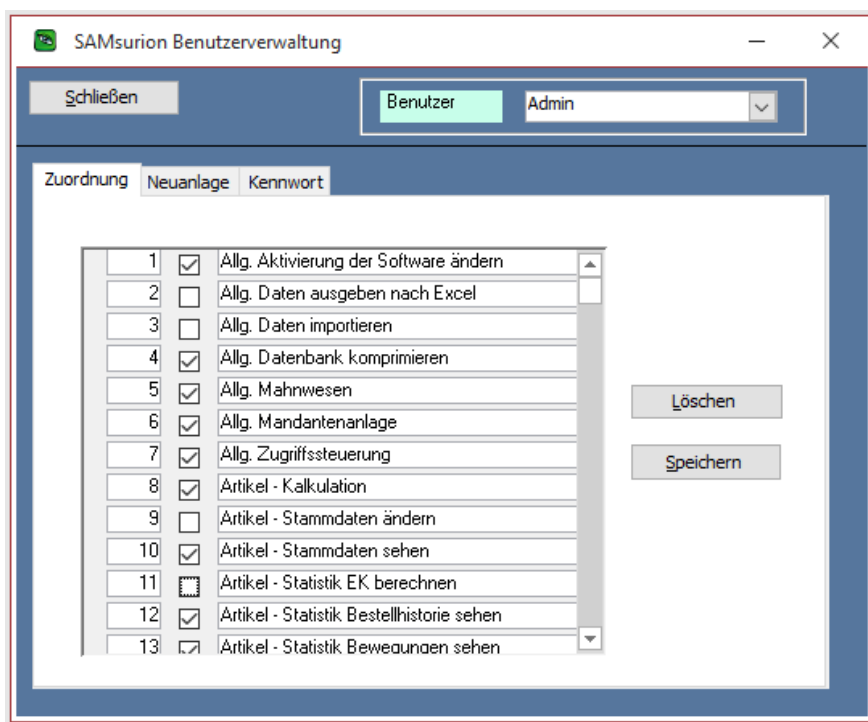 SAMsurion Benutzerverwaltung
Schließen
Benutzer Admin
Zuordnung Neuanlage Kennwort
1 Allg. Aktivierung der Software ändern
2 Allg. Daten ausgeben nach Excel
3 Allg. Daten importieren
4 Allg. Datenbank komprimieren
5 Allg. Mahnwesen
6 Allg. Mandantenanlage
7 Allg. Zugriffssteuerung
8 Artikel - Kalkulation
9 Artikel - Stammdaten ändern
10 Artikel - Stammdaten sehen
11 Artikel - Statistik EK berechnen
12 Artikel - Statistik Bestellhistorie sehen
13 Artikel - Statistik Bewegungen sehen
Löschen
Speichern